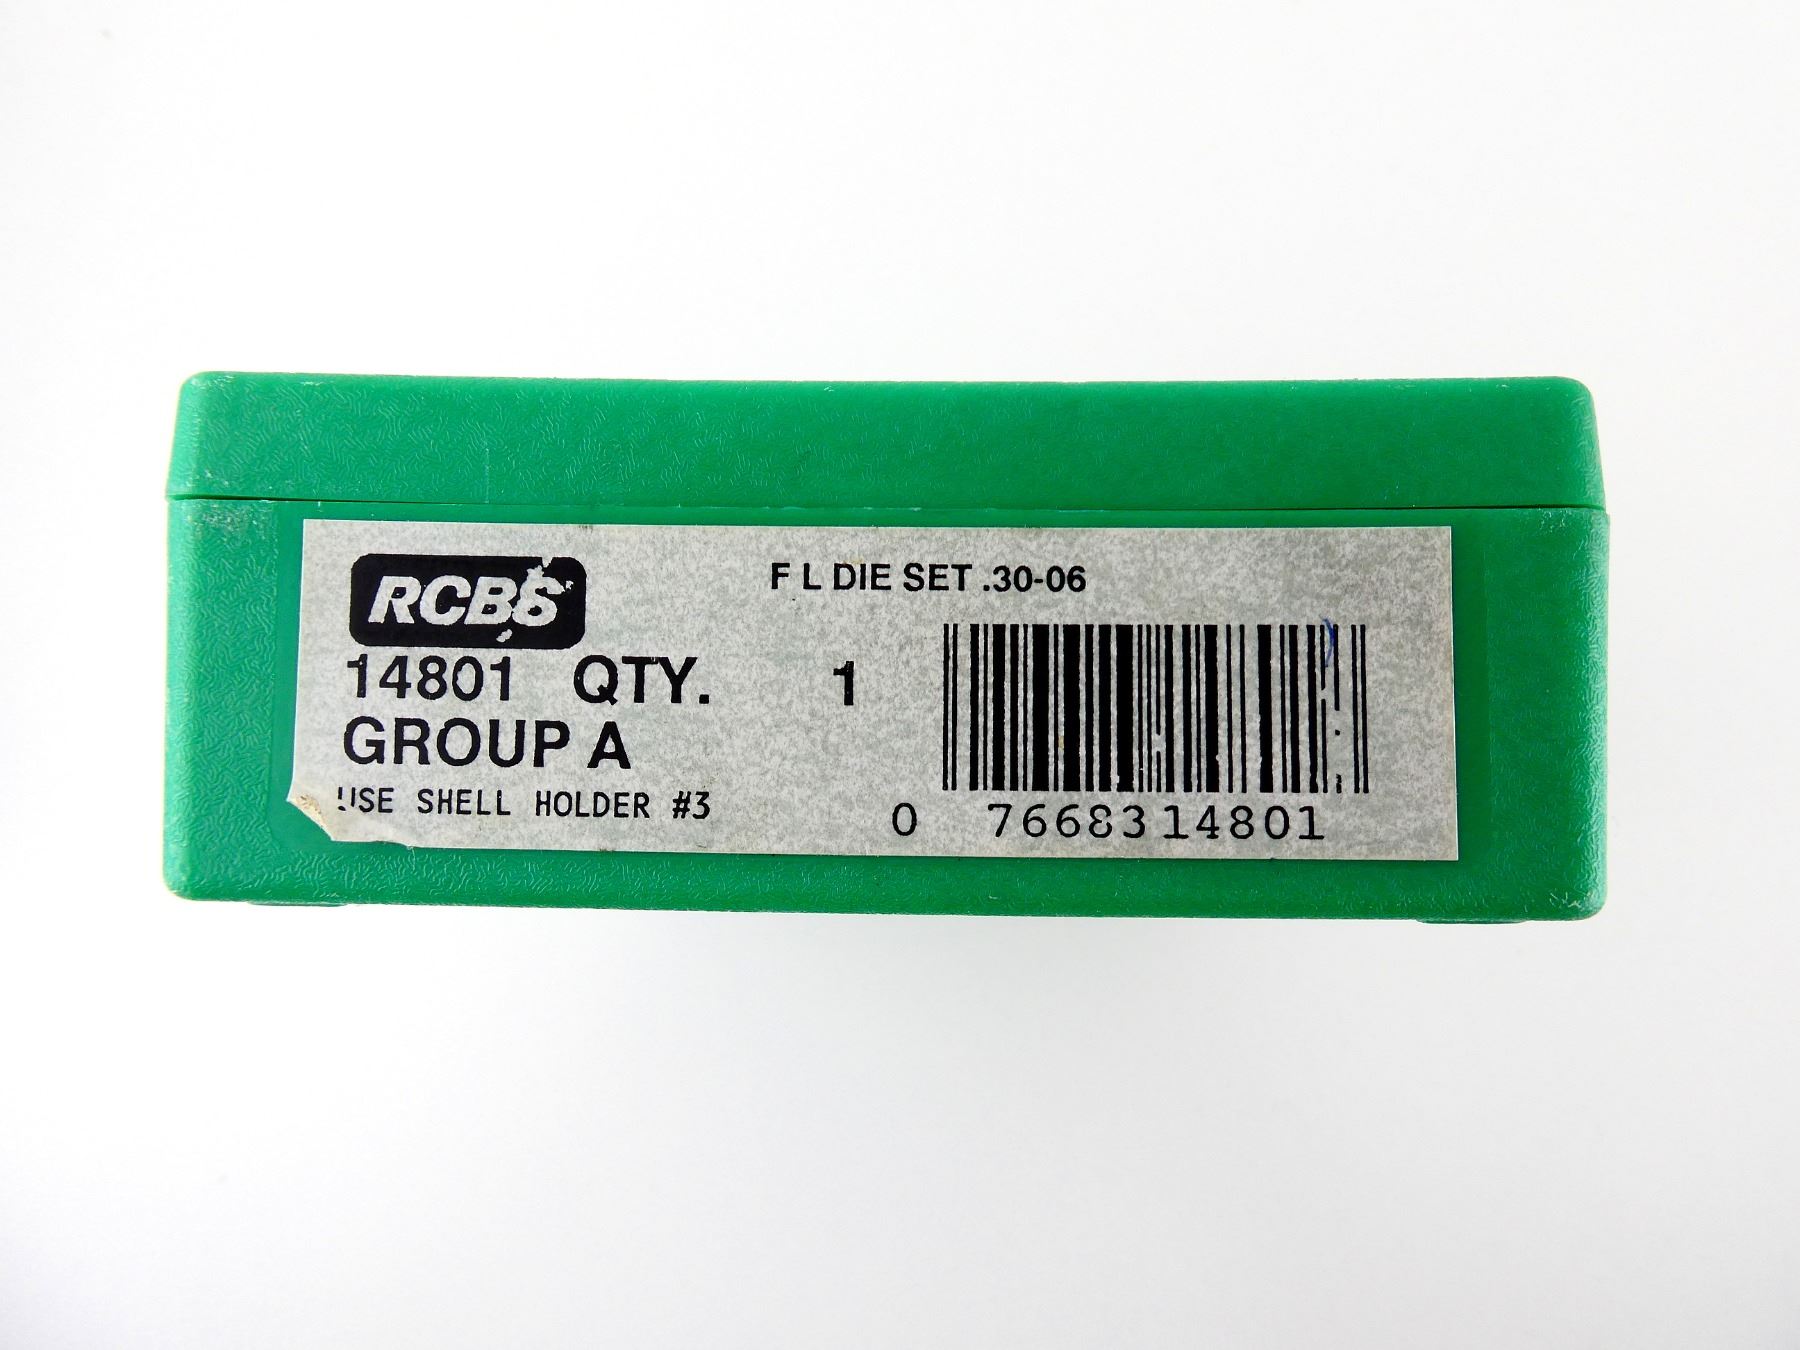 RCBS
F L DIE SET .30-06
14801 QTY. 1
GROUP A
USE SHELL HOLDER #3
0 7668314801